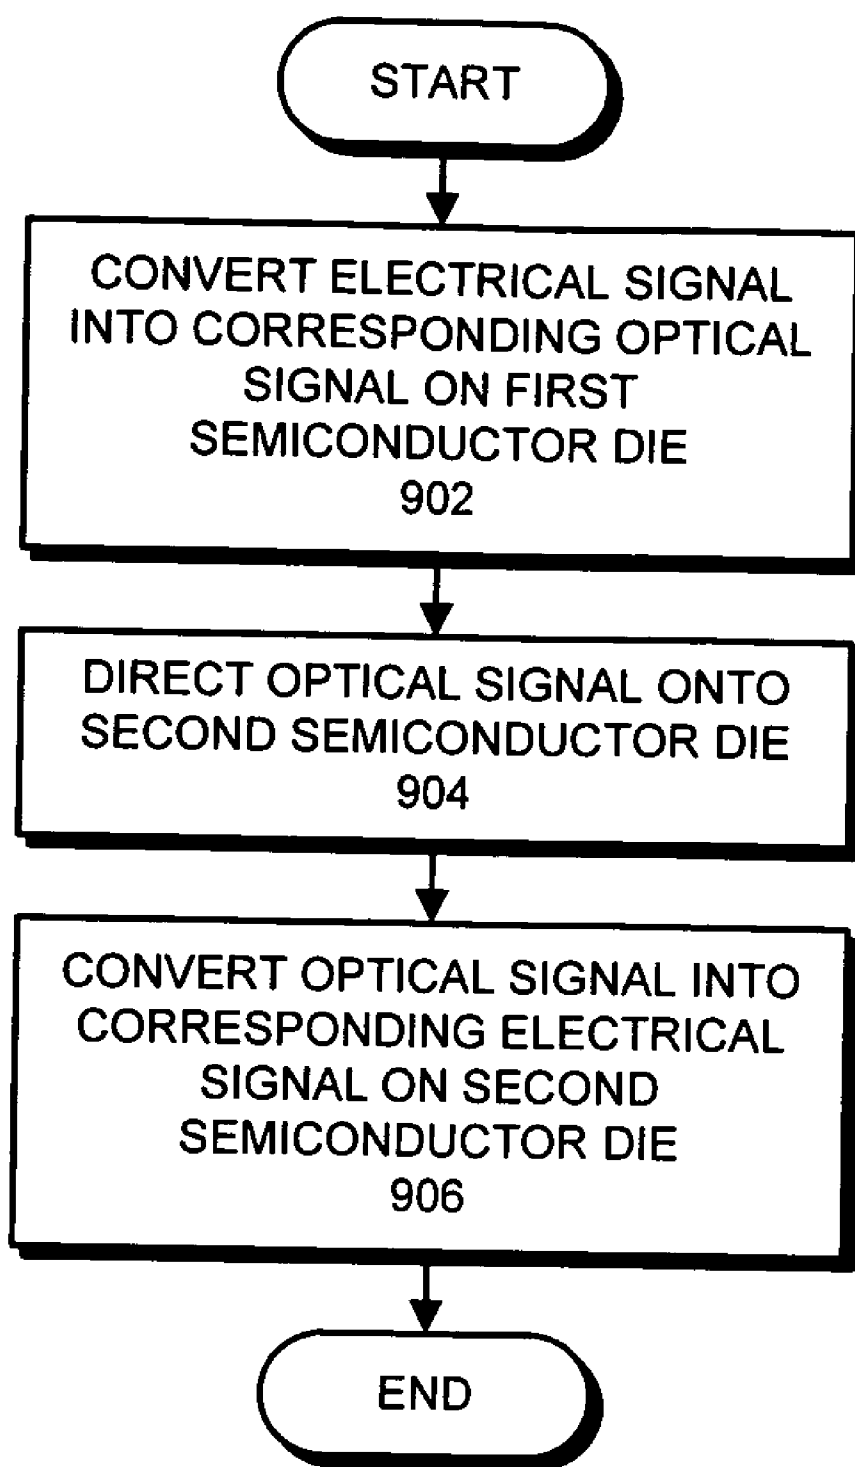 START
CONVERT ELECTRICAL SIGNAL
INTO CORRESPONDING OPTICAL
SIGNAL ON FIRST
SEMICONDUCTOR DIE
902
DIRECT OPTICAL SIGNAL ONTO
SECOND SEMICONDUCTOR DIE
904
CONVERT OPTICAL SIGNAL INTO
CORRESPONDING ELECTRICAL
SIGNAL ON SECOND
SEMICONDUCTOR DIE
906
END